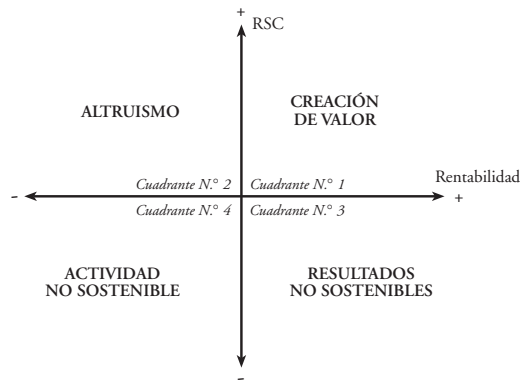 +
RSC
ALTRUISMO
CREACIÓN
DE VALOR
Cuadrante N.° 2
Cuadrante N.° 1
Rentabilidad
-
+
Cuadrante N.° 4
Cuadrante N.° 3
ACTIVIDAD
NO SOSTENIBLE
RESULTADOS
NO SOSTENIBLES
-